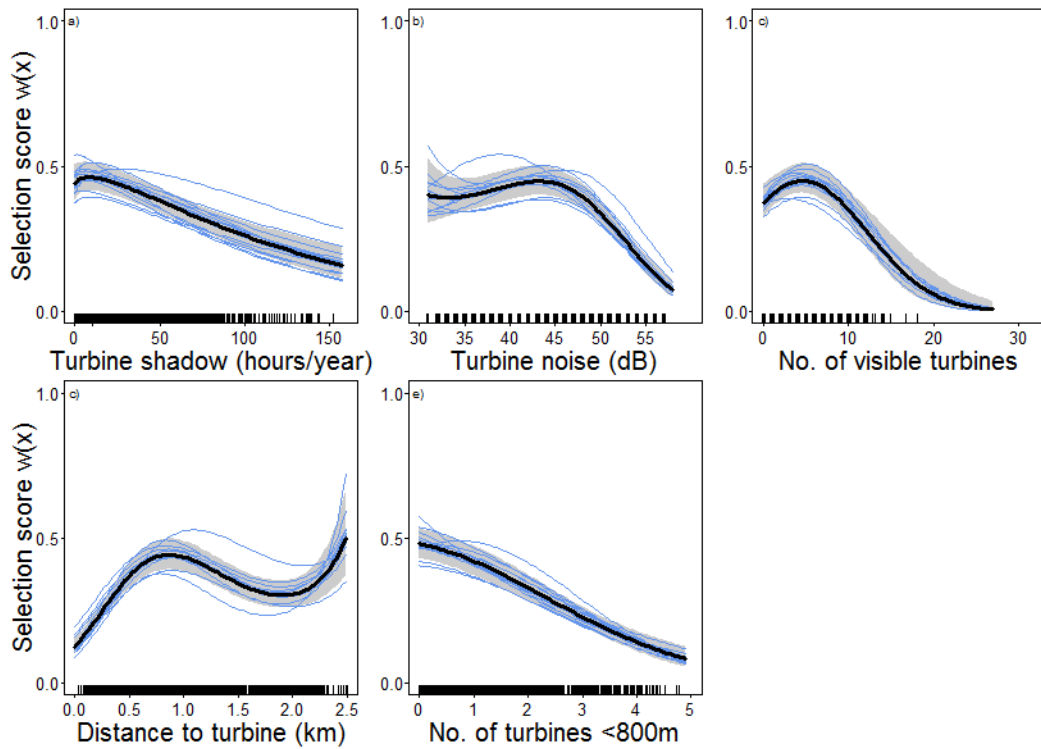 a)
b)
c)
1.0
0.5
0.0
Selection score w(x)
0 50 100 150
Turbine shadow (hours/year)
1.0
0.5
0.0
30 35 40 45 50 55
Turbine noise (dB)
1.0
0.5
0.0
0 10 20 30
No. of visible turbines
c)
e)
1.0
0.5
0.0
Selection score w(x)
0.0 0.5 1.0 1.5 2.0 2.5
Distance to turbine (km)
1.0
0.5
0.0
0 1 2 3 4 5
No. of turbines <800m